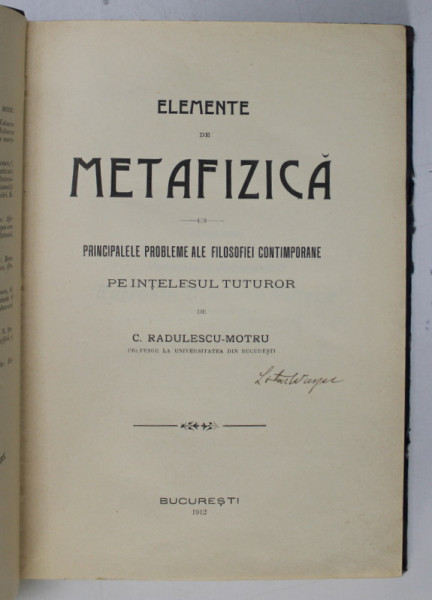 ELEMENTE
DE
METAFIZICĂ
PRINCIPALELE PROBLEME ALE FILOSOFIEI CONTIMPORANE
PE INȚELESUL TUTUROR
DE
C. RADULESCU-MOTRU
PROFESOR LA UNIVERSITATEA DIN BUCUREȘTI
BUCUREȘTI
1912